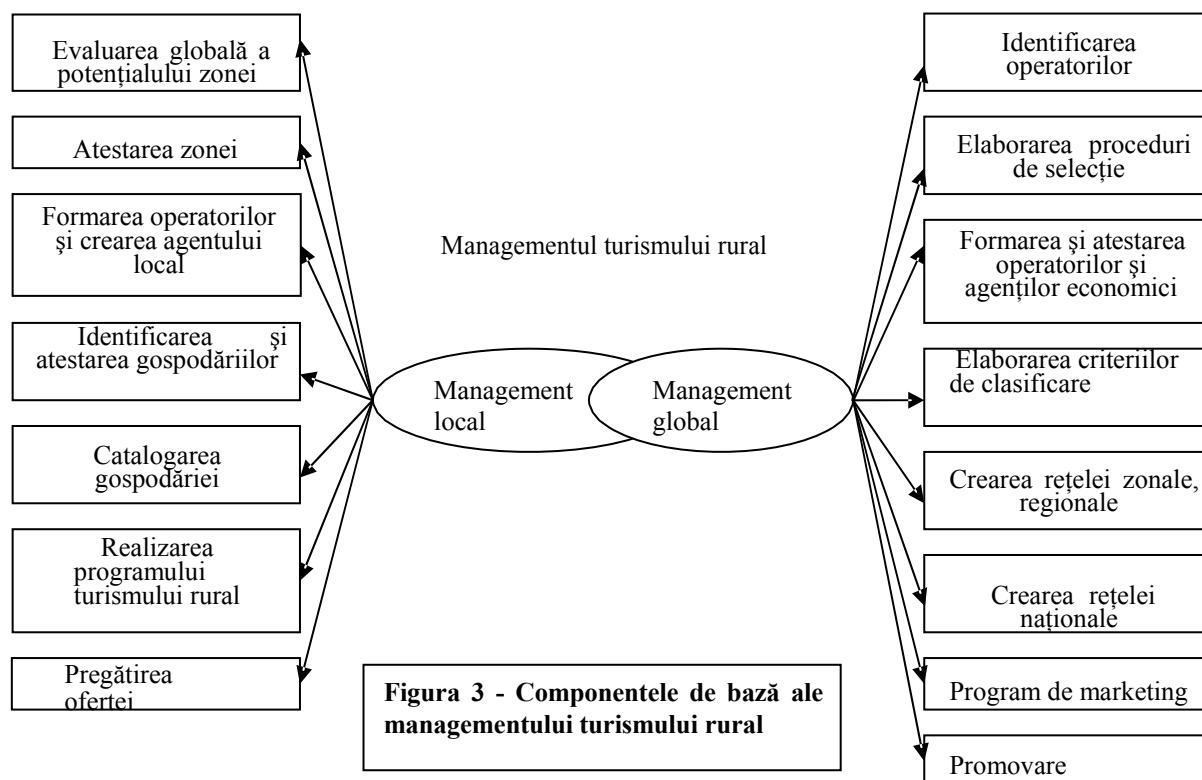 Evaluarea globală a
potențialului zonei
Atestarea zonei
Formarea operatorilor
şi crearea agentului
local
Identificarea şi
atestarea gospodăriilor
Catalogarea
gospodăriei
Realizarea
programului
turismului rural
Pregătirea
ofertei
Managementul turismului rural
Management
local
Management
global
Figura 3 - Componentele de bază ale
managementului turismului rural
Identificarea
operatorilor
Elaborarea proceduri
de selecție
Formarea şi atestarea
operatorilor şi
agenților economici
Elaborarea criteriilor
de clasificare
Crearea rețelei zonale,
regionale
Crearea rețelei
naționale
Program de marketing
Promovare